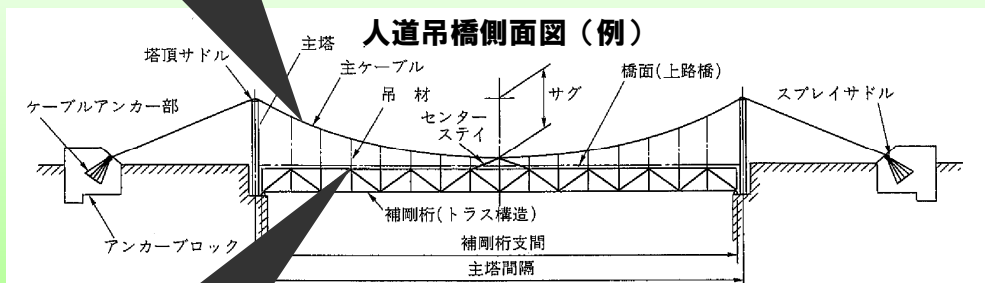 人道吊橋側面図（例）
主塔
塔頂サドル
主ケーブル
橋面(上路橋)
吊材
サグ
スプレイサドル
ケーブルアンカー部
センター
ステイ
補剛桁(トラス構造)
アンカーブロック
補剛桁支間
主塔間隔